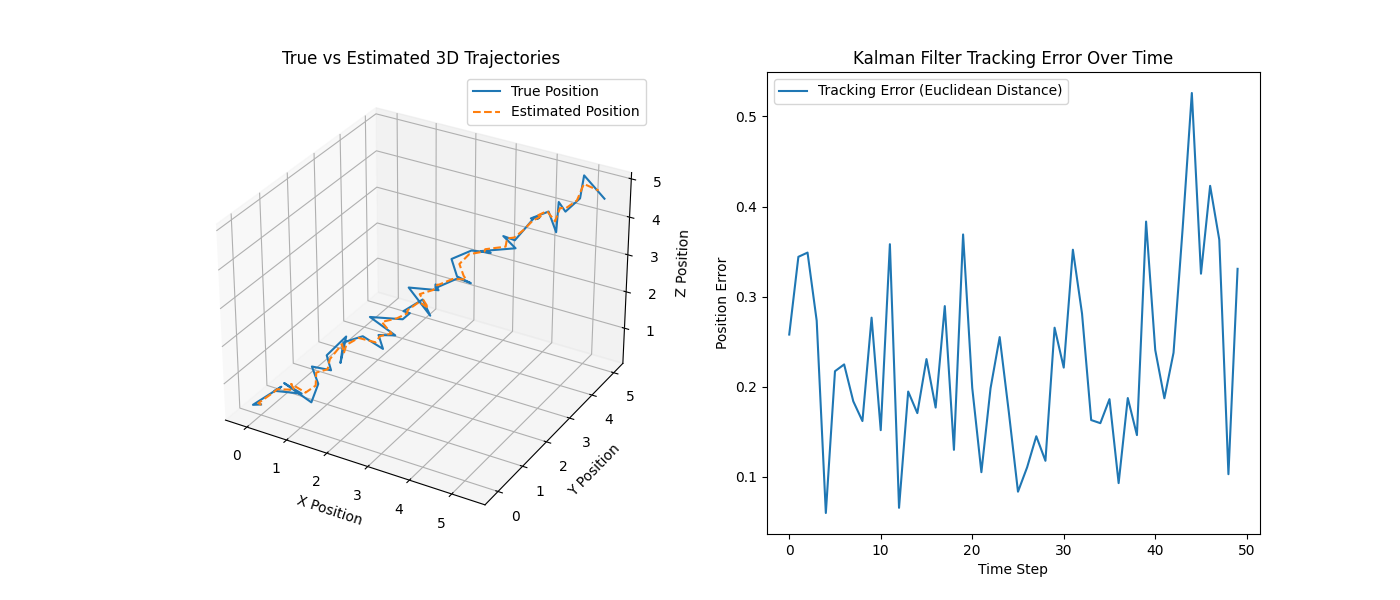 True vs Estimated 3D Trajectories
True Position
Estimated Position
5
4
3
2
1
Z Position
0
1
2
3
4
5
X Position
0
1
2
3
4
5
Y Position
Kalman Filter Tracking Error Over Time
Tracking Error (Euclidean Distance)
0.5
0.4
0.3
0.2
0.1
Position Error
0 10 20 30 40 50
Time Step